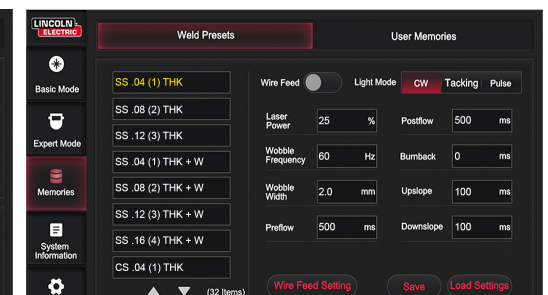 LINCOLN
ELECTRIC
Weld Presets
User Memories
Basic Mode
Expert Mode
Memories
System
Information
SS .04 (1) THK
SS .08 (2) THK
SS .12 (3) THK
SS .04 (1) THK + W
SS .08 (2) THK + W
SS .12 (3) THK + W
SS .16 (4) THK + W
CS .04 (1) THK
(32 Items)
Wire Feed
Light Mode
CW
Tacking
Pulse
Laser
Power
25
%
Postflow
500
ms
Wobble
Frequency
60
Hz
Burnback
0
ms
Wobble
Width
2.0
mm
Upslope
100
ms
Preflow
500
ms
Downslope
100
ms
Wire Feed Setting
Save
Load Settings